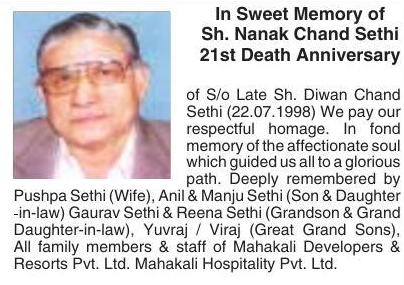 In Sweet Memory of
Sh. Nanak Chand Sethi
21st Death Anniversary
of S/o Late Sh. Diwan Chand
Sethi (22.07.1998) We pay our
respectful homage. In fond
memory of the affectionate soul
which guided us all to a glorious
path. Deeply remembered by
Pushpa Sethi (Wife), Anil & Manju Sethi (Son & Daughter
-in-law) Gaurav Sethi & Reena Sethi (Grandson & Grand
Daughter-in-law), Yuvraj / Viraj (Great Grand Sons),
All family members & staff of Mahakali Developers &
Resorts Pvt. Ltd. Mahakali Hospitality Pvt. Ltd.